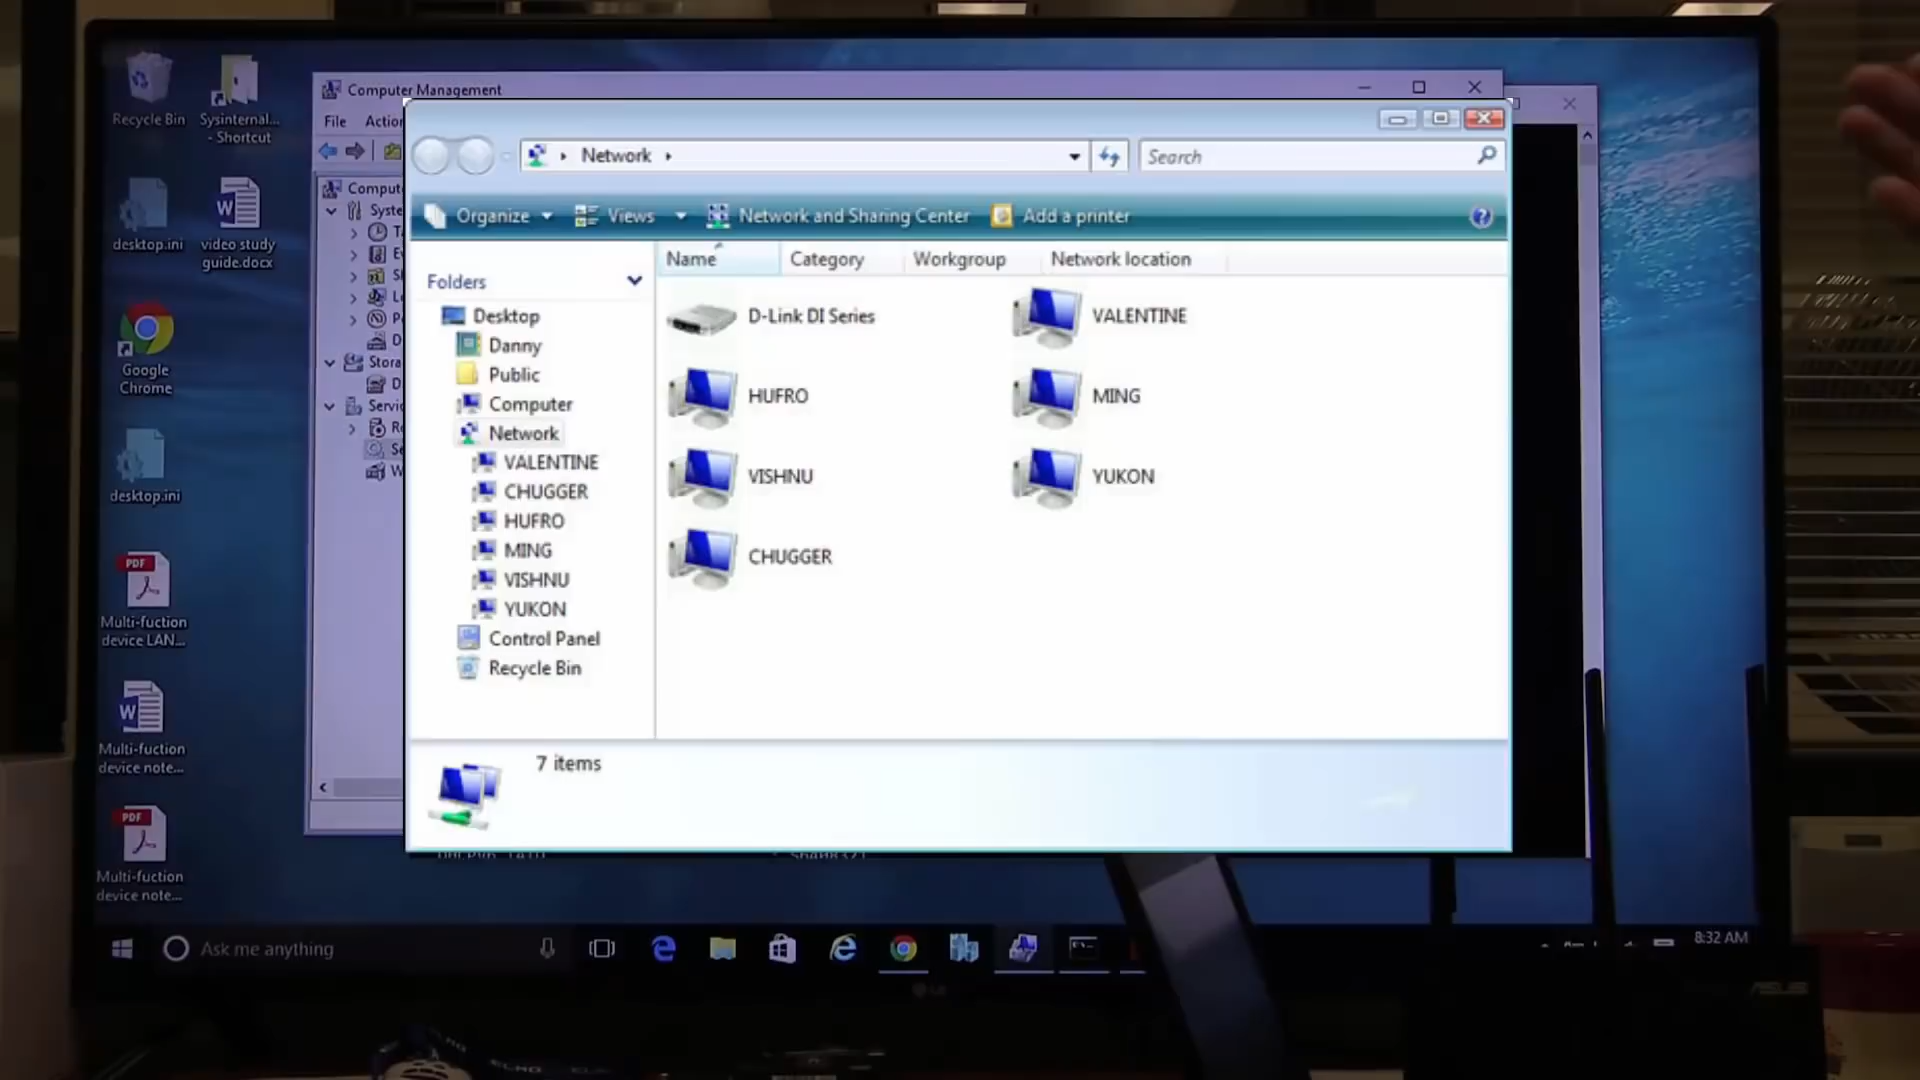 Recycle Bin
Sysinternal...
- Shortcut
desktop.ini
video study
guide.docx
Google
Chrome
desktop.ini
PDF
Multi-fuction
device LAN...
Multi-fuction
device note...
PDF
Multi-fuction
device note...
Computer Management
File
Network
Search
Organize
Views
Network and Sharing Center
Add a printer
Folders
Desktop
Danny
Public
Computer
Network
VALENTINE
CHUGGER
HUFRO
MING
VISHNU
YUKON
Control Panel
Recycle Bin
Name
Category
Workgroup
Network location
D-Link DI Series
VALENTINE
HUFRO
MING
VISHNU
YUKON
CHUGGER
7 items
Ask me anything
8:32 AM
LG
ASUS